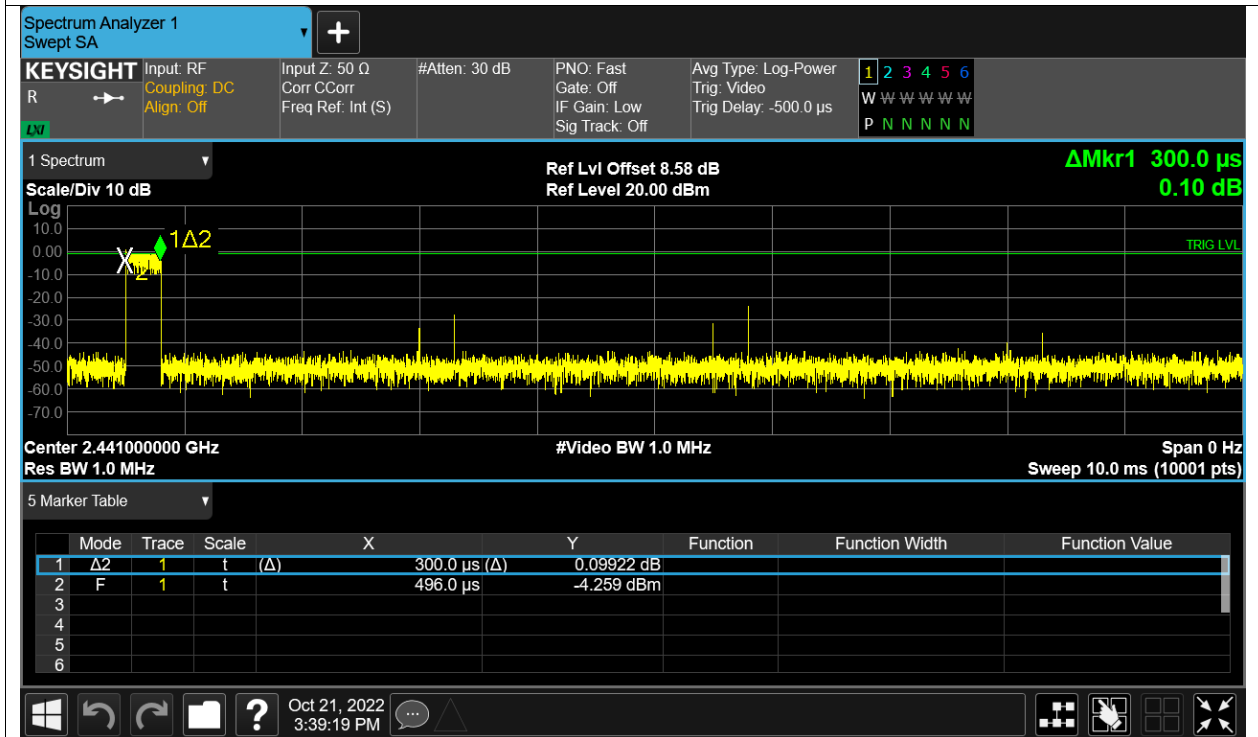 Spectrum Analyzer 1
Swept SA
+
KEYSIGHT Input: RF Input Z: 50 Ω #Atten: 30 dB PNO: Fast Avg Type: Log-Power 1 2 3 4 5 6
R Coupling: DC Corr CCorr Gate: Off Trig: Video W W W W W W
Align: Off Freq Ref: Int (S) IF Gain: Low Trig Delay: -500.0 µs
LXI Sig Track: Off P N N N N N
1 Spectrum Ref Lvl Offset 8.58 dB ΔMkr1 300.0 µs
Scale/Div 10 dB Ref Level 20.00 dBm 0.10 dB
Log
10.0
1Δ2
0.00 TRIG LVL
X2
-10.0
-20.0
-30.0
-40.0
-50.0
-60.0
-70.0
Center 2.441000000 GHz #Video BW 1.0 MHz Span 0 Hz
Res BW 1.0 MHz Sweep 10.0 ms (10001 pts)
5 Marker Table
Mode Trace Scale X Y Function Function Width Function Value
1 Δ2 1 t (Δ) 300.0 µs (Δ) 0.09922 dB
2 F 1 t 496.0 µs -4.259 dBm
3
4
5
6
? Oct 21, 2022
3:39:19 PM